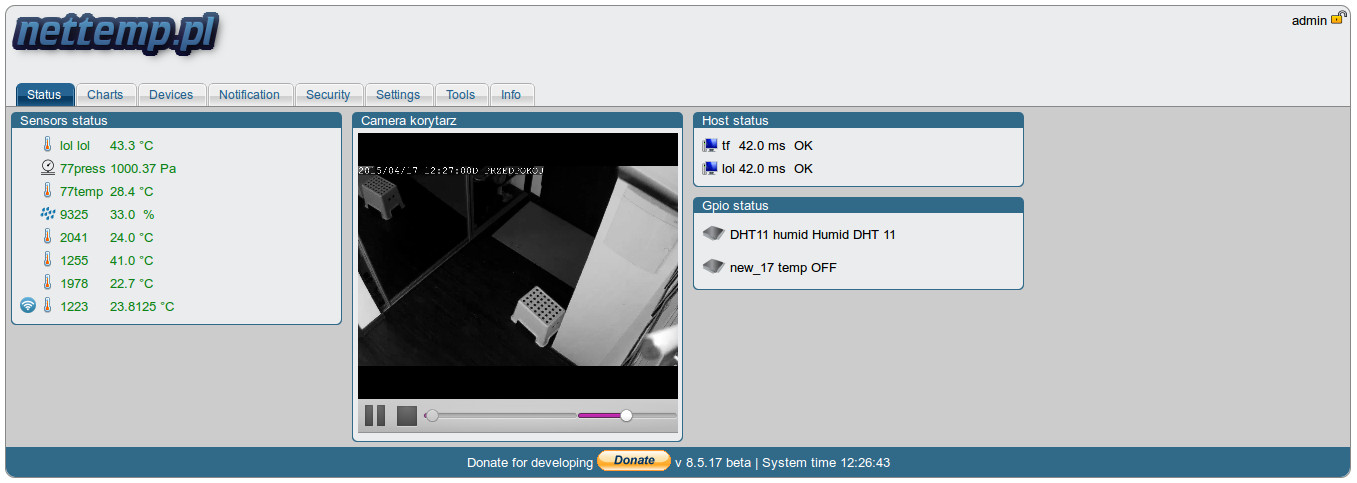 nettemp.pl
admin
Status Charts Devices Notification Security Settings Tools Info
Sensors status
lol lol 43.3 °C
77press 1000.37 Pa
77temp 28.4 °C
9325 33.0 %
2041 24.0 °C
1255 41.0 °C
1978 22.7 °C
1223 23.8125 °C
Camera korytarz
2015/04/17 12:27:00D PRZEDPOKOJ
Host status
tf 42.0 ms OK
lol 42.0 ms OK
Gpio status
DHT11 humid Humid DHT 11
new_17 temp OFF
Donate for developing Donate v 8.5.17 beta | System time 12:26:43